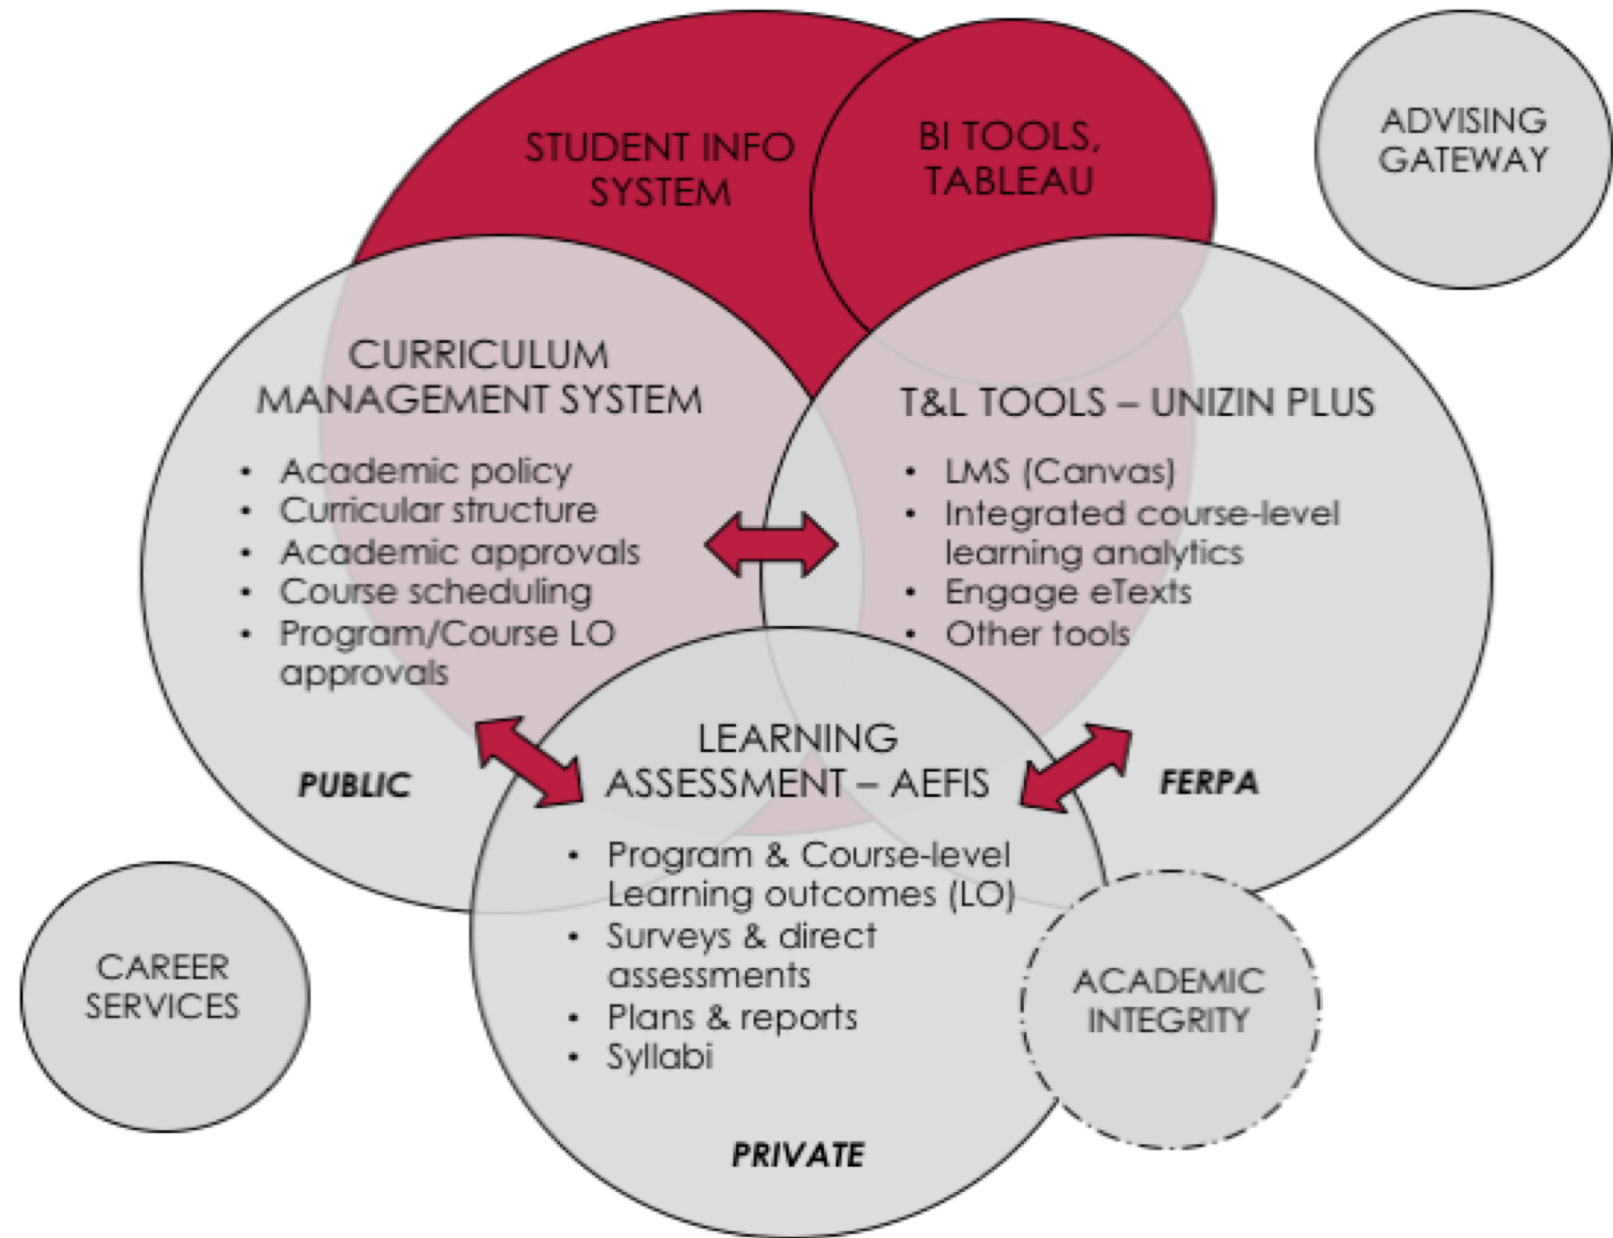 STUDENT INFO
SYSTEM
BI TOOLS,
TABLEAU
ADVISING
GATEWAY
CURRICULUM
MANAGEMENT SYSTEM
• Academic policy
• Curricular structure
• Academic approvals
• Course scheduling
• Program/Course LO
approvals
PUBLIC
T&L TOOLS – UNIZIN PLUS
• LMS (Canvas)
• Integrated course-level
learning analytics
• Engage eTexts
• Other tools
FERPA
LEARNING
ASSESSMENT – AEFIS
• Program & Course-level
Learning outcomes (LO)
• Surveys & direct
assessments
• Plans & reports
• Syllabi
PRIVATE
CAREER
SERVICES
ACADEMIC
INTEGRITY